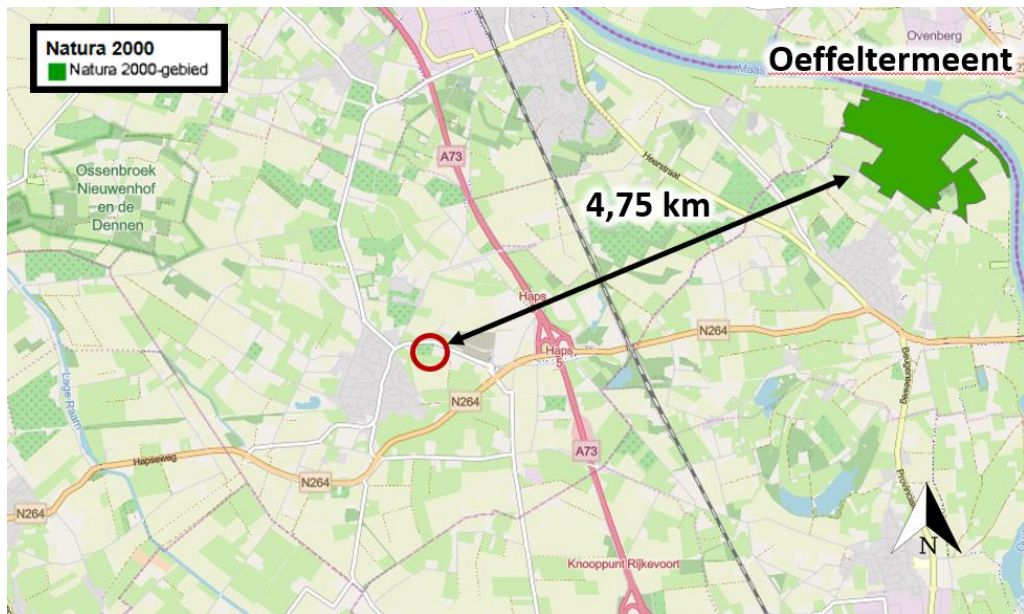 Natura 2000
Natura 2000-gebied
Ovenberg
Oeffeltermeent
Maas
A73
Heerstraat
Ossenbroek
Nieuwenhof
en de
Dennen
4,75 km
Haps
N264
Haps
5
Lage Raam
N264
Beugenseweg
A73
Hapseweg
N264
N264
N
Knooppunt Rijkevoort